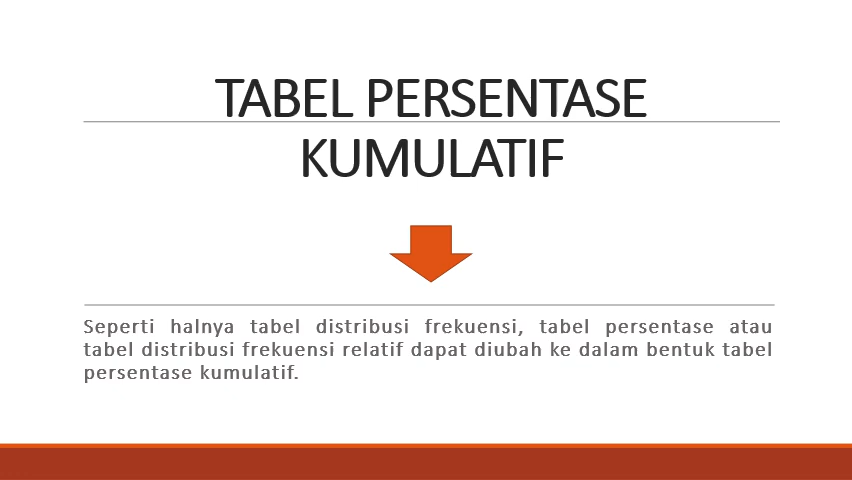 TABEL PERSENTASE
KUMULATIF
Seperti halnya tabel distribusi frekuensi, tabel persentase atau
tabel distribusi frekuensi relatif dapat diubah ke dalam bentuk tabel
persentase kumulatif.